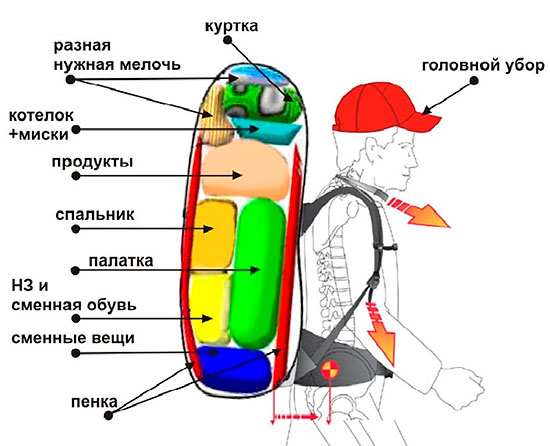 куртка
разная
нужная мелочь
головной убор
котелок
+миски
продукты
спальник
палатка
НЗ и
сменная обувь
сменные вещи
пенка